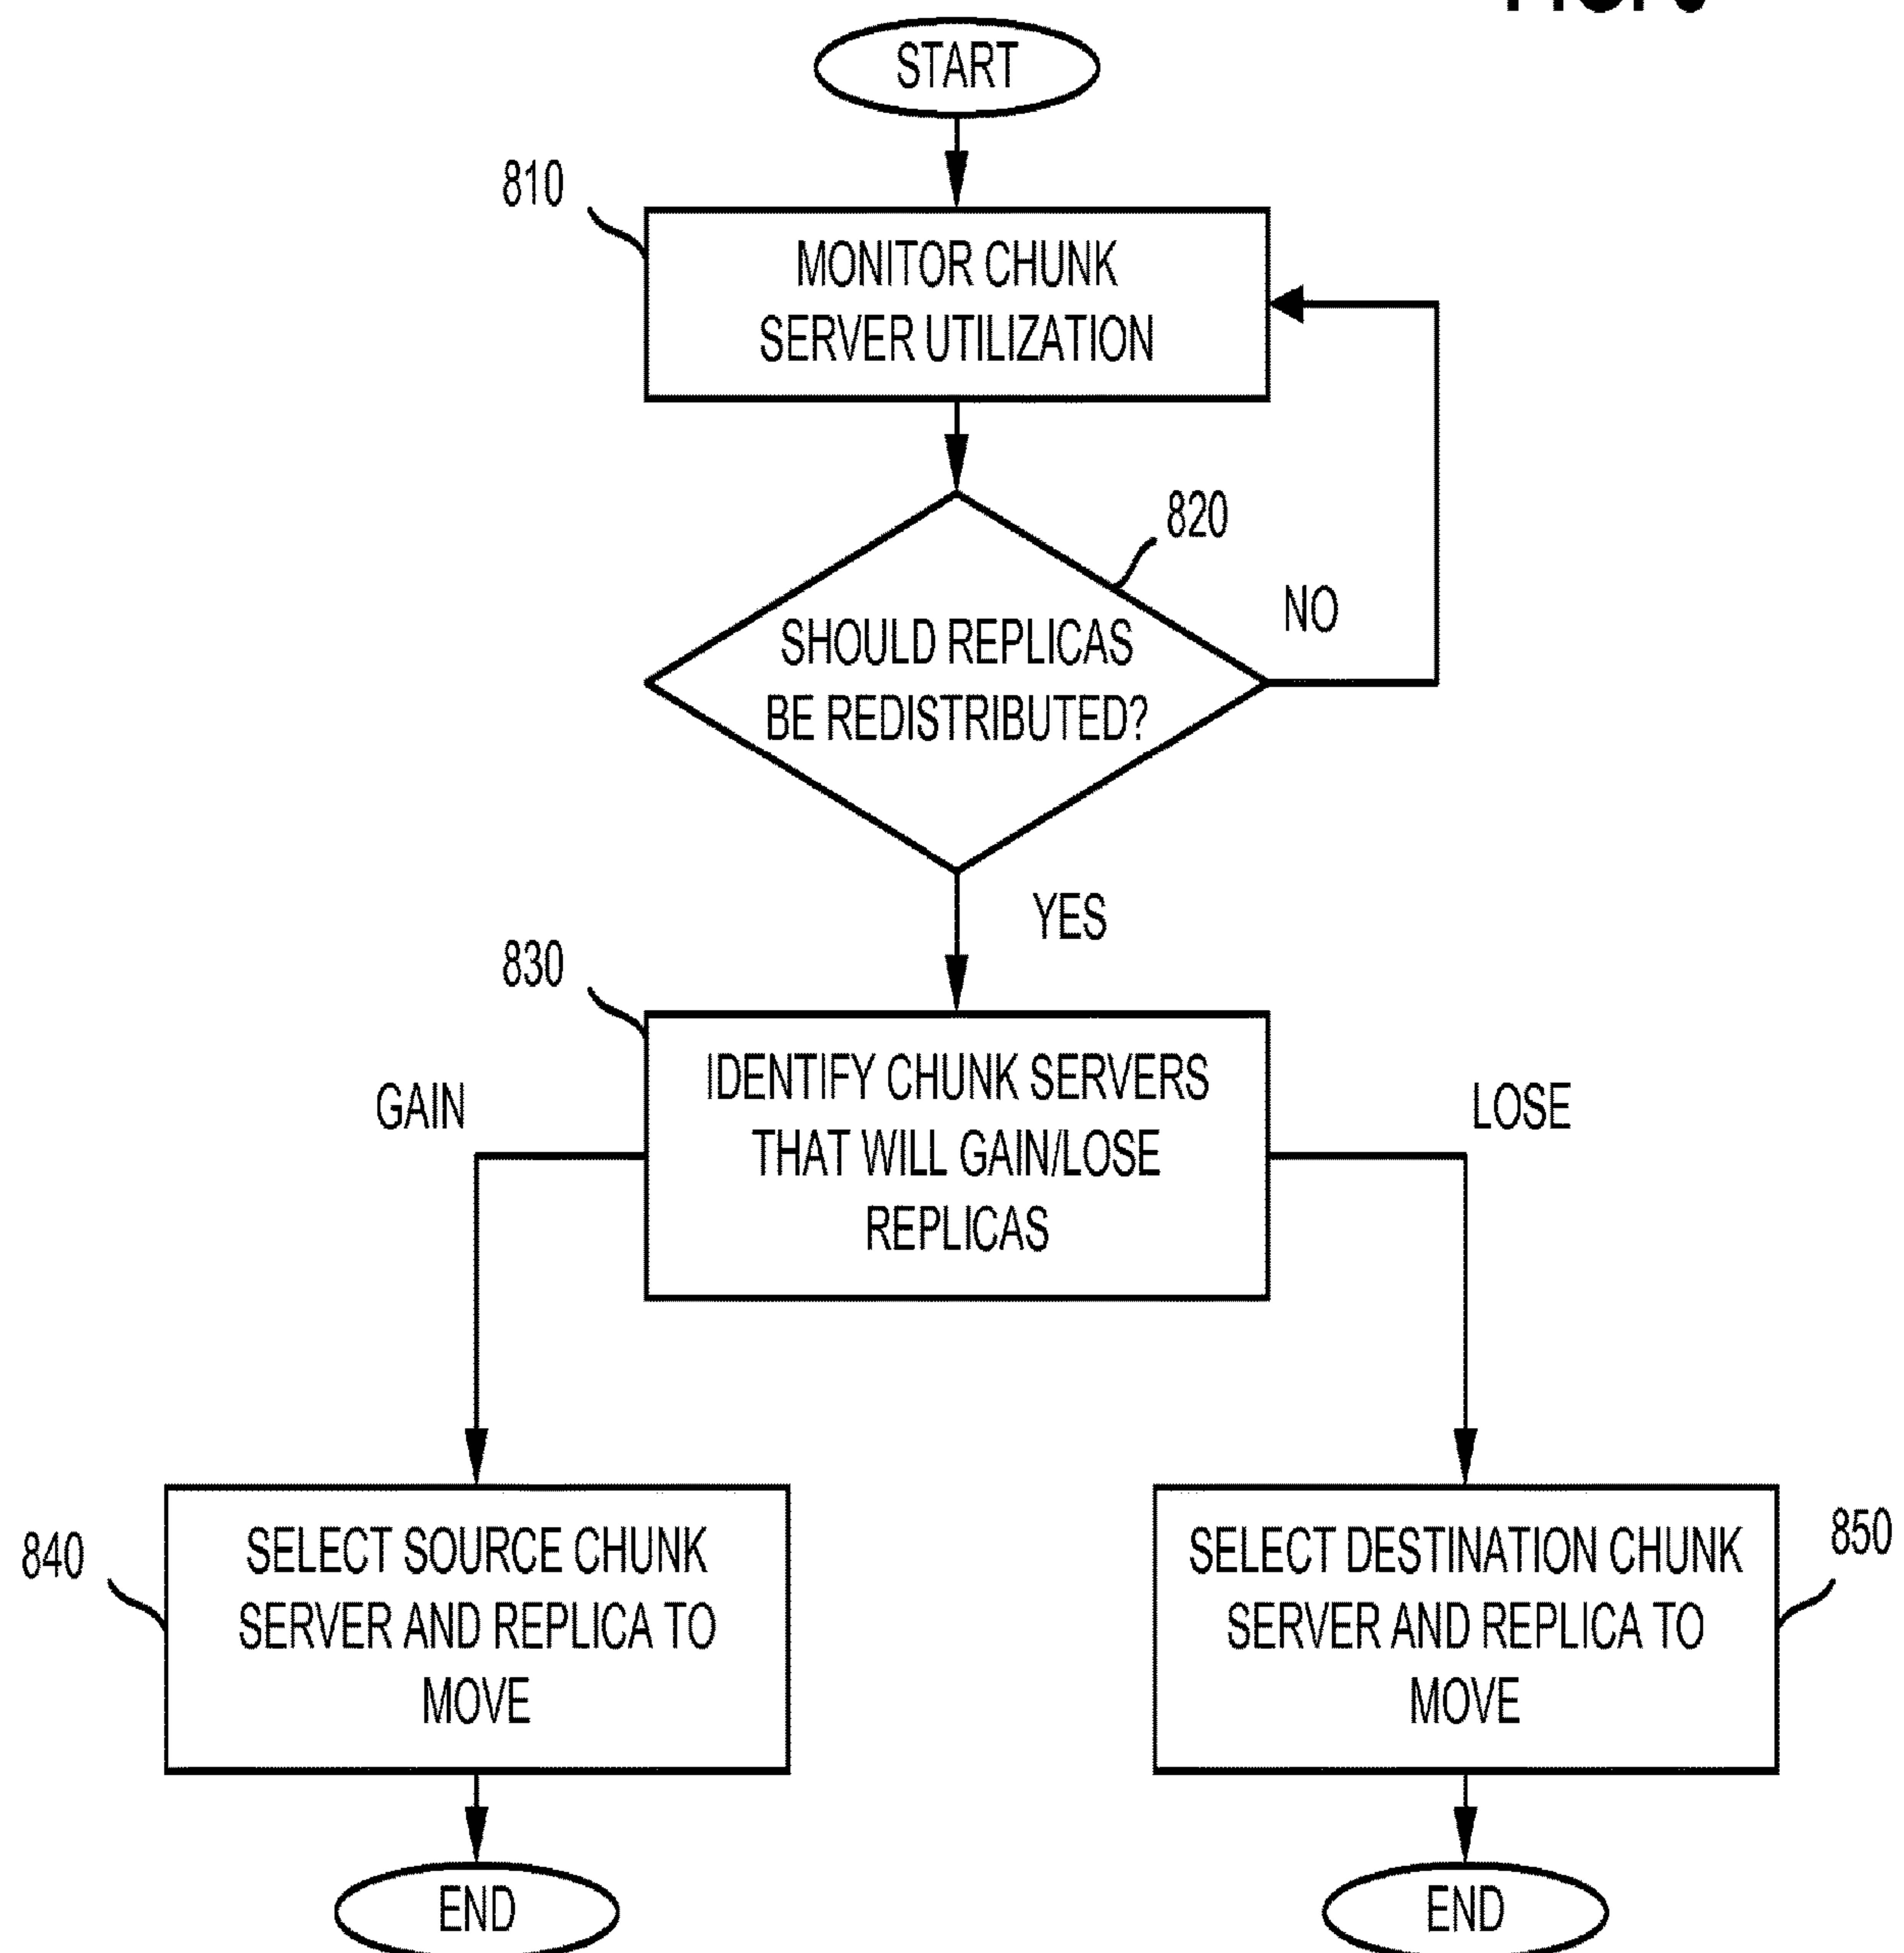 START
810
MONITOR CHUNK
SERVER UTILIZATION
820
SHOULD REPLICAS
BE REDISTRIBUTED?
NO
YES
830
IDENTIFY CHUNK SERVERS
THAT WILL GAIN/LOSE
REPLICAS
GAIN
LOSE
840
SELECT SOURCE CHUNK
SERVER AND REPLICA TO
MOVE
SELECT DESTINATION CHUNK
SERVER AND REPLICA TO
MOVE
850
END
END